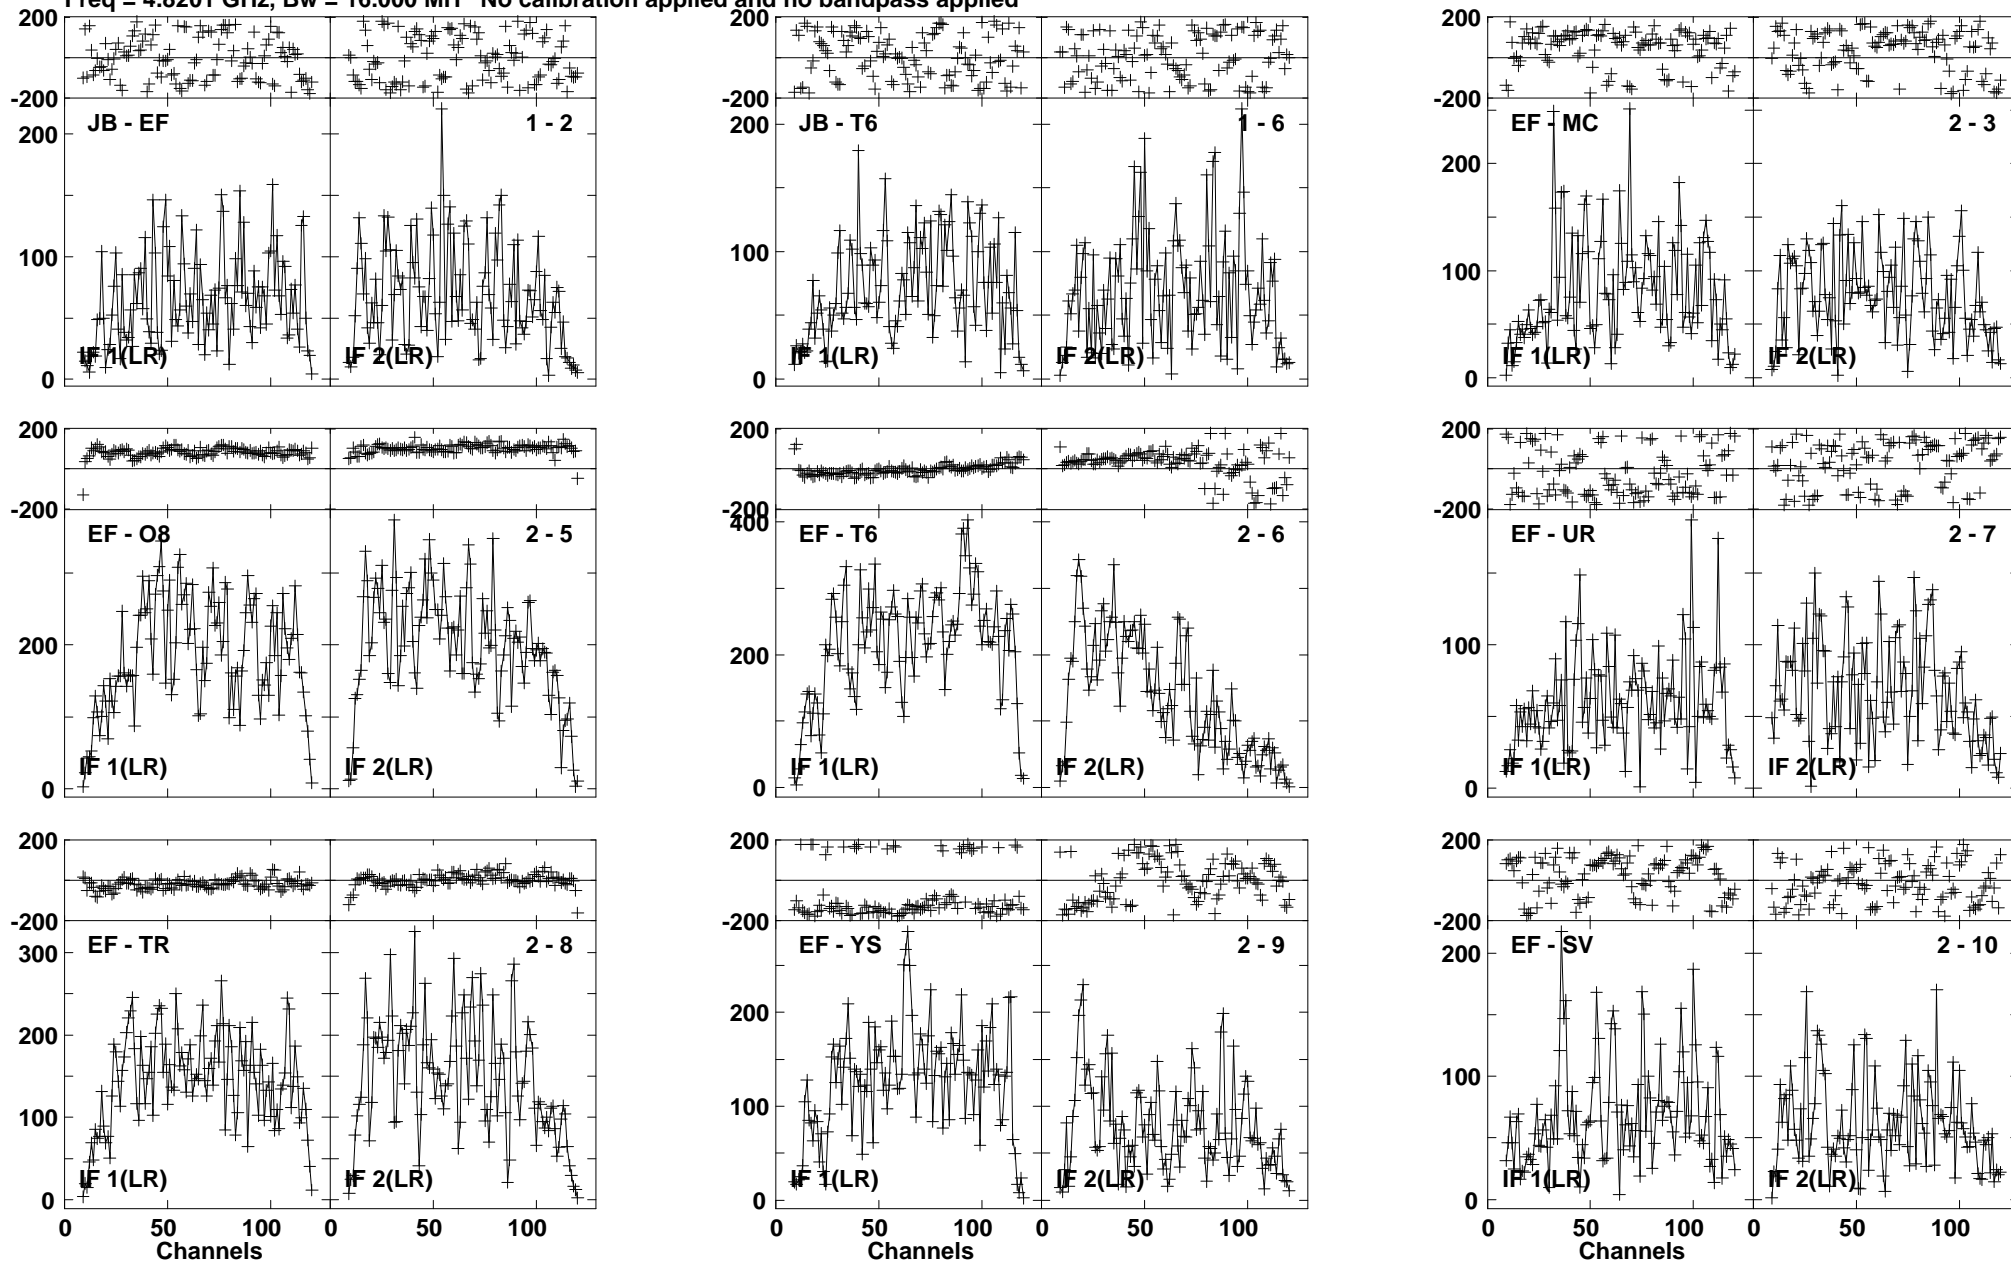 Freq = 4.8201 GHz, Bw = 16.000 MH No calibration applied and no bandpass applied
200
-200
JB - EF
1 - 2
200
100
0
IF 1(LR)
IF 2(LR)
200
-200
JB - T6
1 - 6
200
100
0
IF 1(LR)
IF 2(LR)
200
-200
EF - MC
2 - 3
200
100
0
IF 1(LR)
IF 2(LR)
200
-200
EF - O8
2 - 5
200
0
IF 1(LR)
IF 2(LR)
200
-200
EF - T6
2 - 6
400
200
0
IF 1(LR)
IF 2(LR)
200
-200
EF - UR
2 - 7
100
0
IF 1(LR)
IF 2(LR)
200
-200
EF - TR
2 - 8
300
200
100
0
IF 1(LR)
IF 2(LR)
0 50 100 0 50 100
Channels
200
-200
EF - YS
2 - 9
200
100
0
IF 1(LR)
IF 2(LR)
0 50 100 0 50 100
Channels
200
-200
EF - SV
2 - 10
200
100
0
IF 1(LR)
IF 2(LR)
0 50 100 0 50 100
Channels